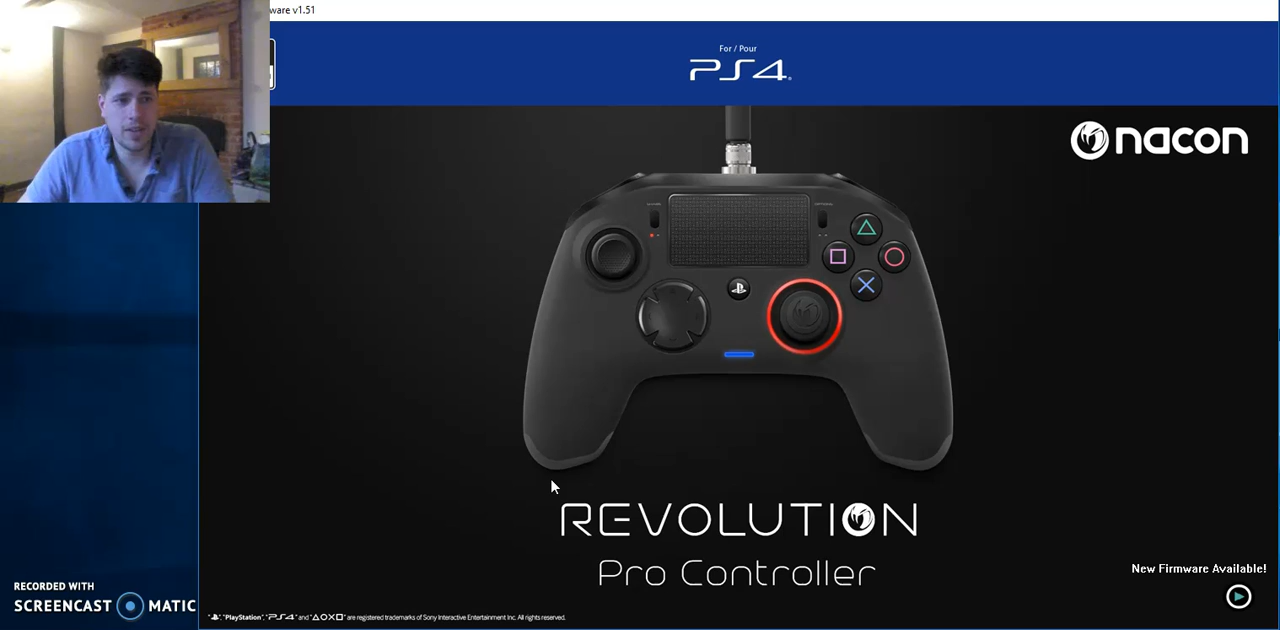 ware v1.51
For / Pour
PS4
nacon
REVOLUTION
Pro Controller
New Firmware Available!
RECORDED WITH
SCREENCAST MATIC
"PlayStation", "PS4" and "△○X□" are registered trademarks of Sony Interactive Entertainment Inc. All rights reserved.